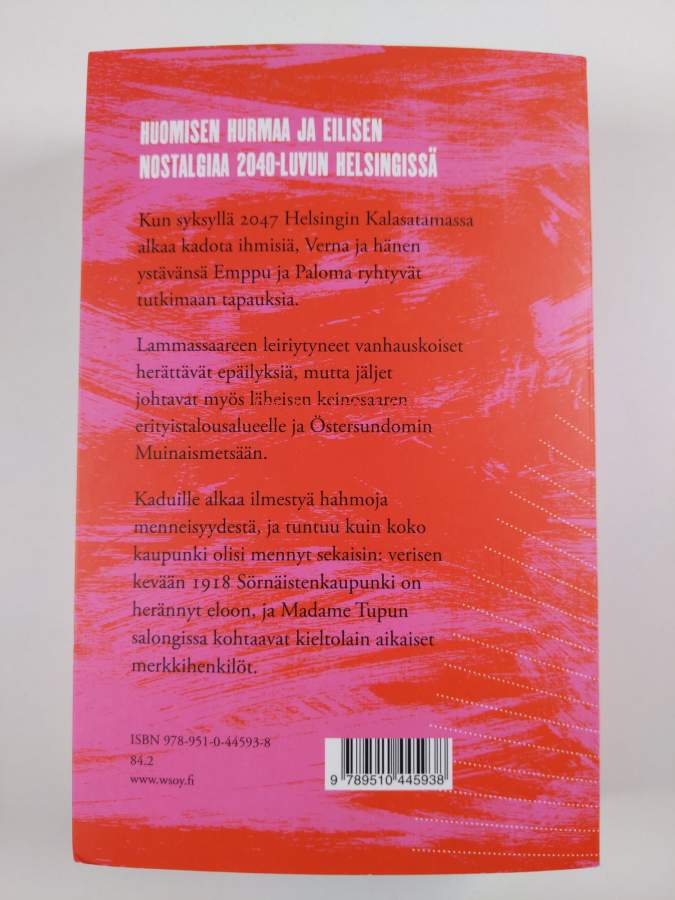 HUOMISEN HURMAA JA EILISEN
NOSTALGIAA 2040-LUVUN HELSINGISSÄ
Kun syksyllä 2047 Helsingin Kalasatamassa
alkaa kadota ihmisiä, Verna ja hänen
ystävänsä Emppu ja Paloma ryhtyvät
tutkimaan tapauksia.
Lammassaareen leiriytyneet vanhauskoiset
herättävät epäilyksiä, mutta jäljet
johtavat myös läheisen keinosaaren
erityistalousalueelle ja Östersundomin
Muinaismetsään.
Kaduille alkaa ilmestyä hahmoja
menneisyydestä, ja tuntuu kuin koko
kaupunki olisi mennyt sekaisin: verisen
kevään 1918 Sörnäistenkaupunki on
herännyt eloon, ja Madame Tupun
salongissa kohtaavat kieltolain aikaiset
merkkihenkilöt.
ISBN 978-951-0-44593-8
84.2
www.wsoy.fi
9 789510 445938